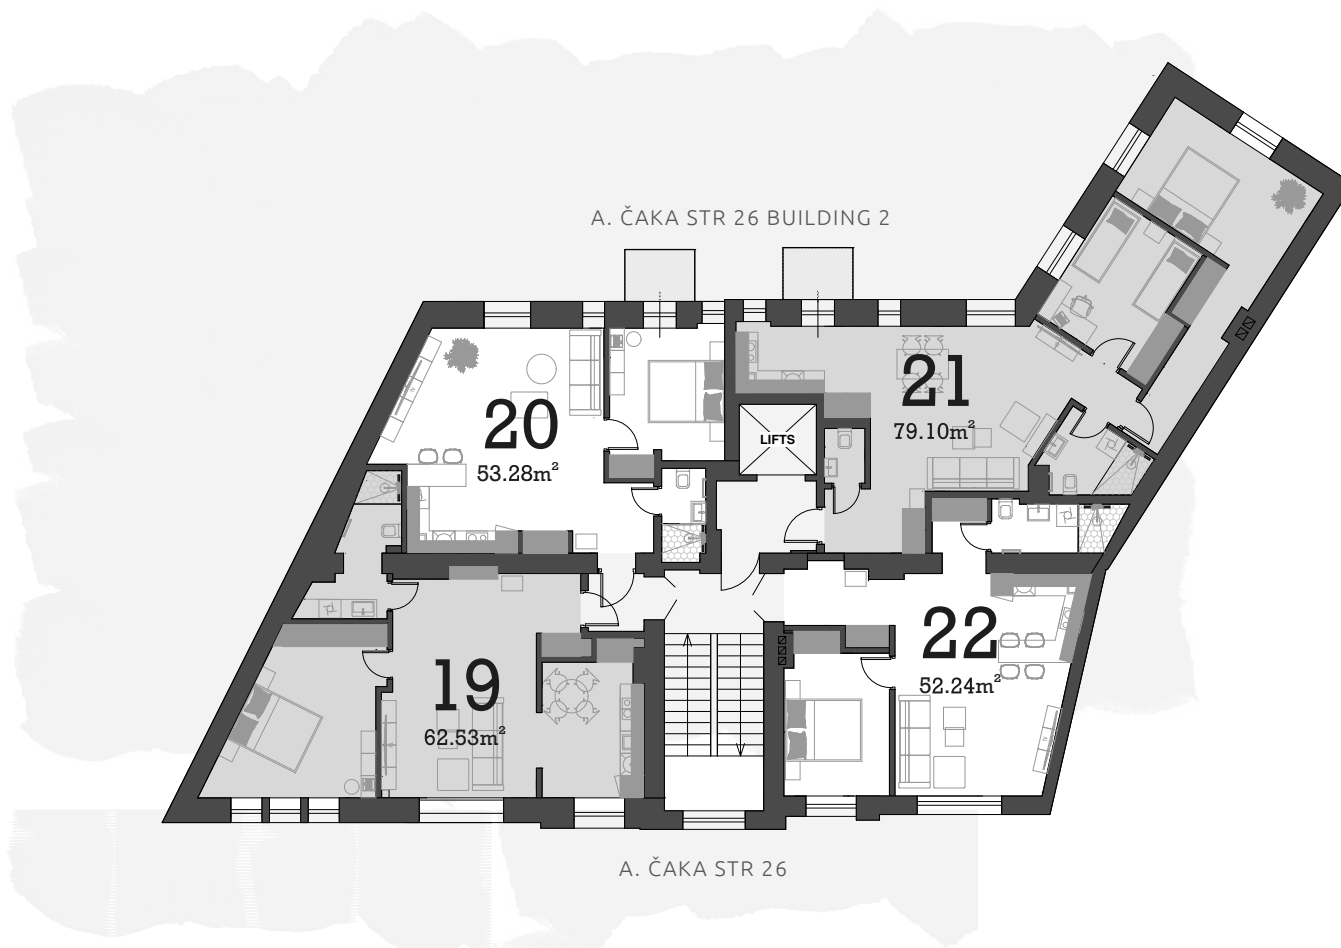 A. ČAKA STR 26 BUILDING 2
20
53.28m²
21
79.10m²
LIFTS
19
62.53m²
22
52.24m²
A. ČAKA STR 26